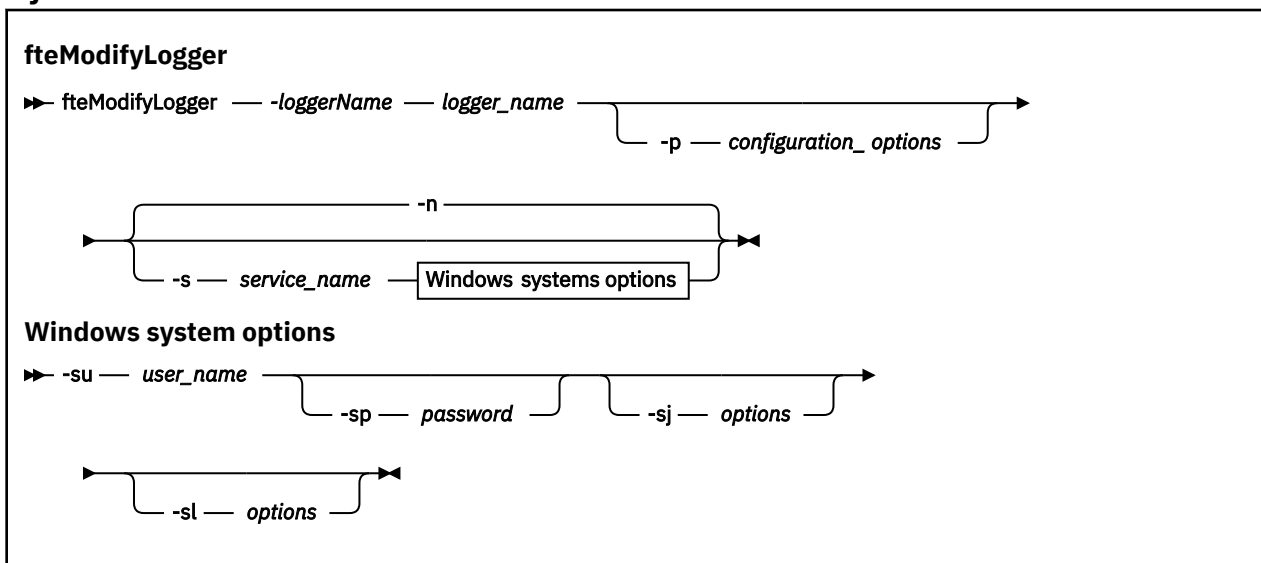 fteModifyLogger
fteModifyLogger -loggerName logger_name
-p configuration_ options
-n
-s service_name Windows systems options
Windows system options
-su user_name
-sp password -sj options
-sl options